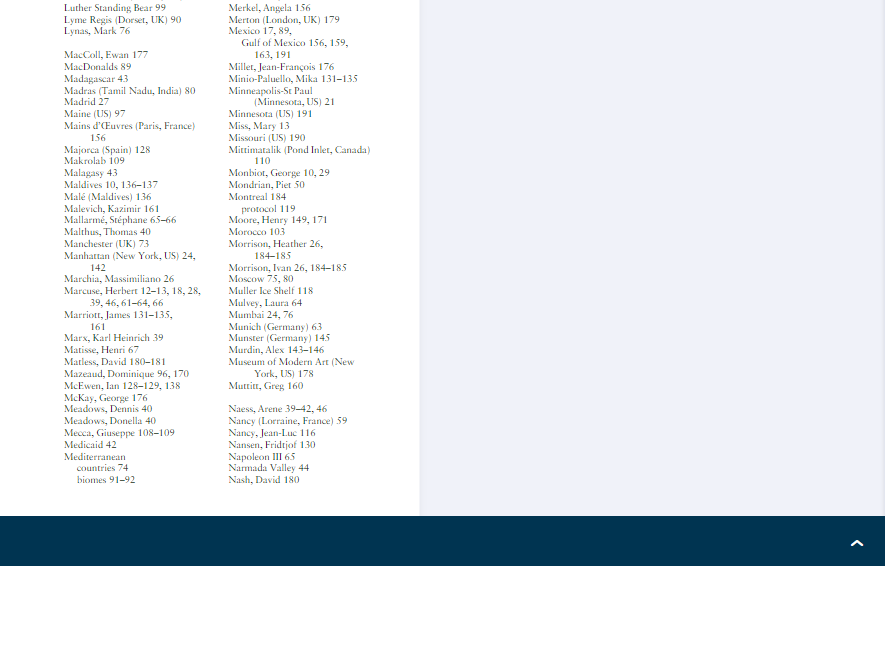 Luther Standing Bear 99
Lyme Regis (Dorset, UK) 90
Lynas, Mark 76
MacColl, Ewan 177
MacDonalds 89
Madagascar 43
Madras (Tamil Nadu, India) 80
Madrid 27
Maine (US) 97
Mains d'Œuvres (Paris, France)
156
Majorca (Spain) 128
Makrolab 109
Malagasy 43
Maldives 10, 136–137
Malé (Maldives) 136
Malevich, Kazimir 161
Mallarmé, Stéphane 65–66
Malthus, Thomas 40
Manchester (UK) 73
Manhattan (New York, US) 24,
142
Marchia, Massimiliano 26
Marcuse, Herbert 12–13, 18, 28,
39, 46, 61–64, 66
Marriott, James 131–135,
161
Marx, Karl Heinrich 39
Matisse, Henri 67
Matless, David 180–181
Mazeaud, Dominique 96, 170
McEwen, Ian 128–129, 138
McKay, George 176
Meadows, Dennis 40
Meadows, Donella 40
Mecca, Giuseppe 108–109
Medicaid 42
Mediterranean
countries 74
biomes 91–92
Merkel, Angela 156
Merton (London, UK) 179
Mexico 17, 89,
Gulf of Mexico 156, 159,
163, 191
Millet, Jean-François 176
Minio-Paluello, Mika 131–135
Minneapolis-St Paul
(Minnesota, US) 21
Minnesota (US) 191
Miss, Mary 13
Missouri (US) 190
Mittimatalik (Pond Inlet, Canada)
110
Monbiot, George 10, 29
Mondrian, Piet 50
Montreal 184
protocol 119
Moore, Henry 149, 171
Morocco 103
Morrison, Heather 26,
184–185
Morrison, Ivan 26, 184–185
Moscow 75, 80
Muller Ice Shelf 118
Mulvey, Laura 64
Mumbai 24, 76
Munich (Germany) 63
Munster (Germany) 145
Murdin, Alex 143–146
Museum of Modern Art (New
York, US) 178
Muttitt, Greg 160
Naess, Arene 39–42, 46
Nancy (Lorraine, France) 59
Nancy, Jean-Luc 116
Nansen, Fridtjof 130
Napoleon III 65
Narmada Valley 44
Nash, David 180